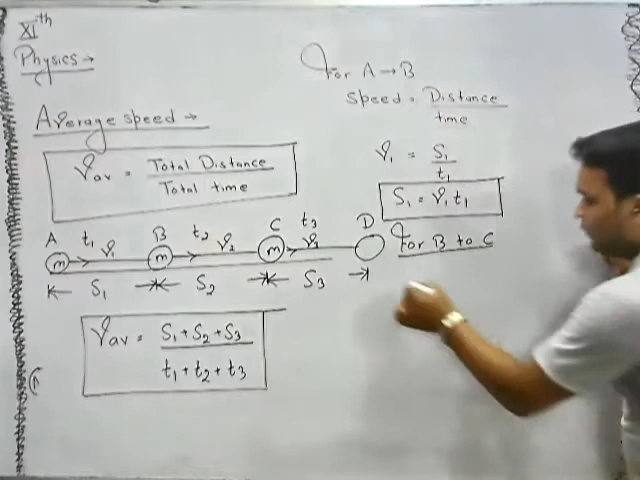 XIth
Physics →
Average speed →
Vav = Total Distance / Total time
A t1 V1 B t2 V2 C t3 V3 D
m m m
S1 S2 S3
Vav = S1 + S2 + S3 / t1 + t2 + t3
For A → B
Speed = Distance / time
V1 = S1 / t1
S1 = V1 t1
For B to C